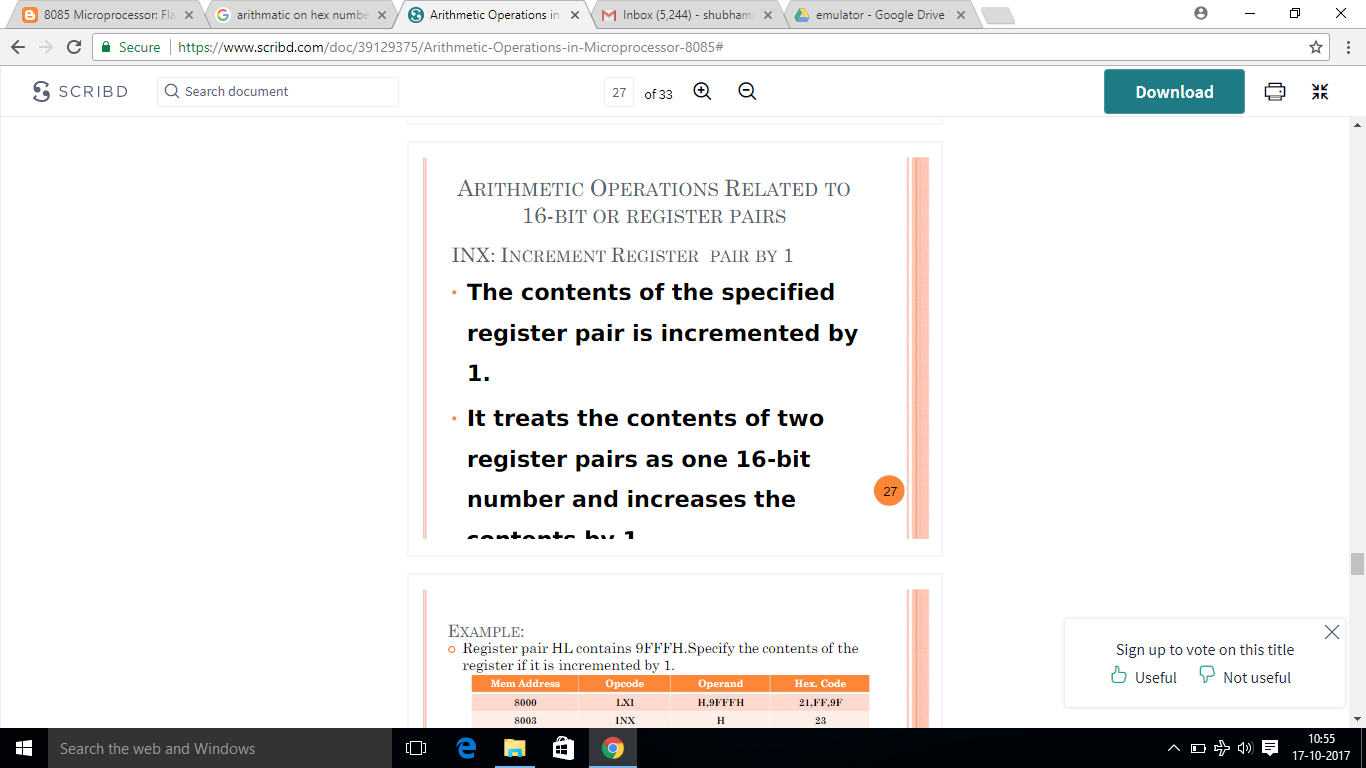 8085 Microprocessor: Fla
arithmatic on hex numbe
Arithmetic Operations in
Inbox (5,244) - shubham
emulator - Google Drive
Secure
https://www.scribd.com/doc/39129375/Arithmetic-Operations-in-Microprocessor-8085#
SCRIBD
Search document
27
of 33
Download
ARITHMETIC OPERATIONS RELATED TO
16-BIT OR REGISTER PAIRS
INX: INCREMENT REGISTER PAIR BY 1
• The contents of the specified
register pair is incremented by
1.
• It treats the contents of two
register pairs as one 16-bit
number and increases the
contents by 1
27
EXAMPLE:
Register pair HL contains 9FFFH.Specify the contents of the
register if it is incremented by 1.
Mem Address Opcode Operand Hex. Code
8000 LXI H,9FFFH 21,FF,9F
8003 INX H 23
Sign up to vote on this title
Useful Not useful
Search the web and Windows
10:55
17-10-2017